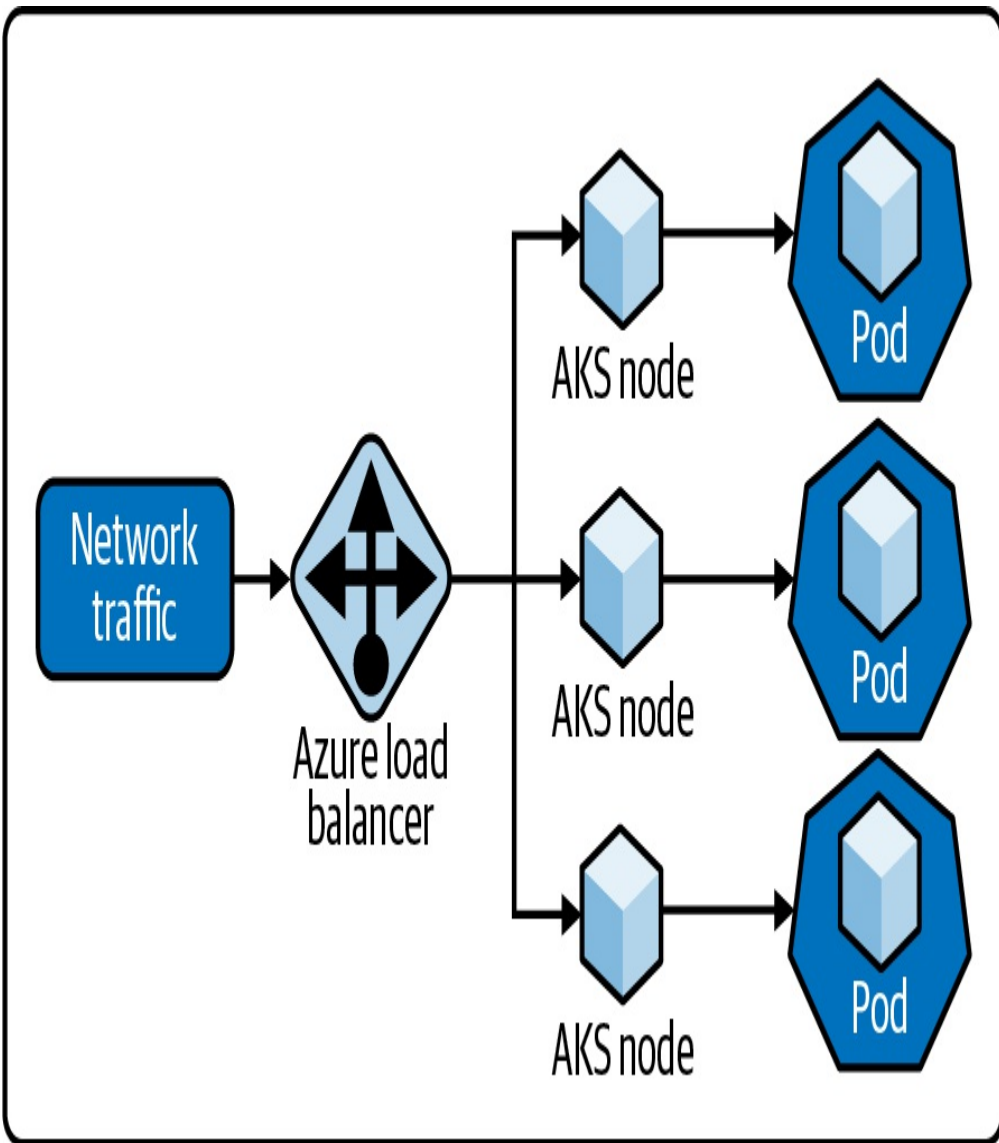 Network
traffic
Azure load
balancer
AKS node
Pod
AKS node
Pod
AKS node
Pod